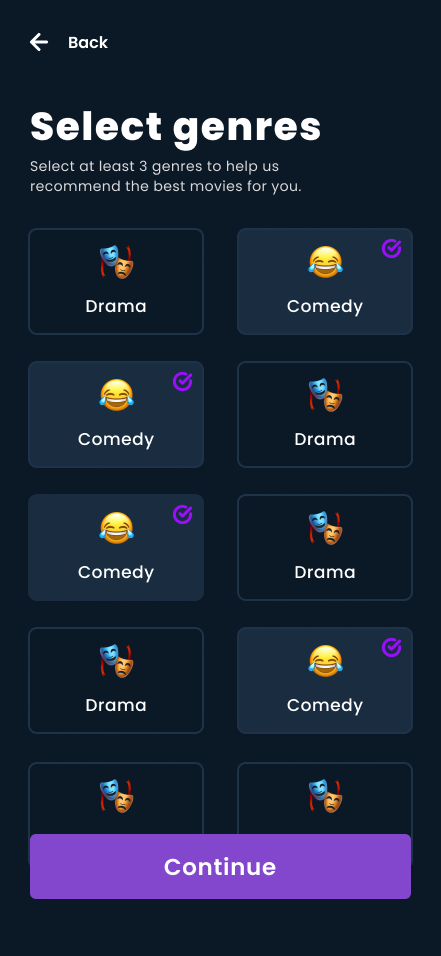 Back
Select genres
Select at least 3 genres to help us
recommend the best movies for you.
Drama
Comedy
Comedy
Drama
Comedy
Drama
Drama
Comedy
Continue